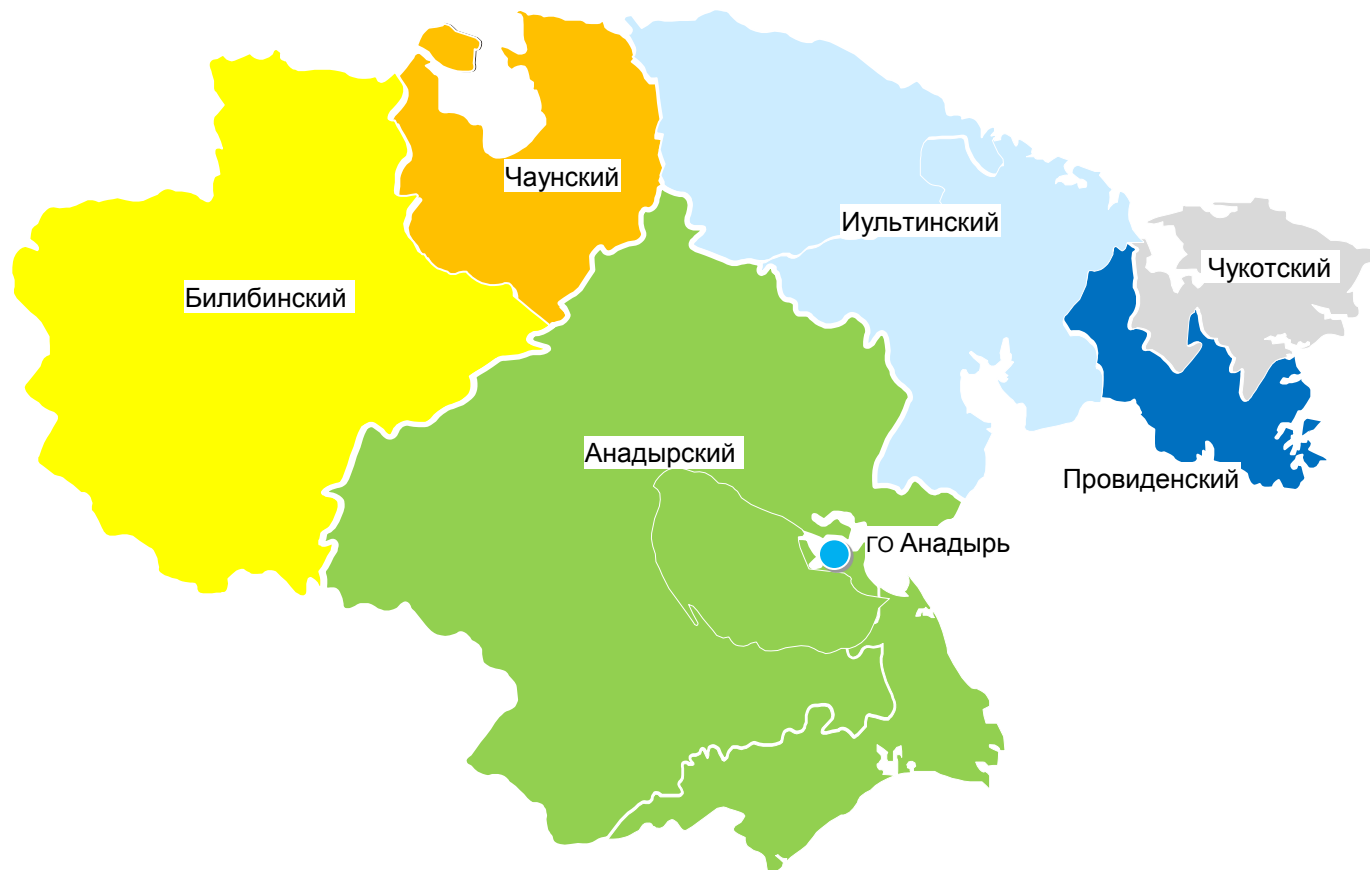 Чаунский
Иультинский
Чукотский
Билибинский
Анадырский
Провиденский
ГО Анадырь